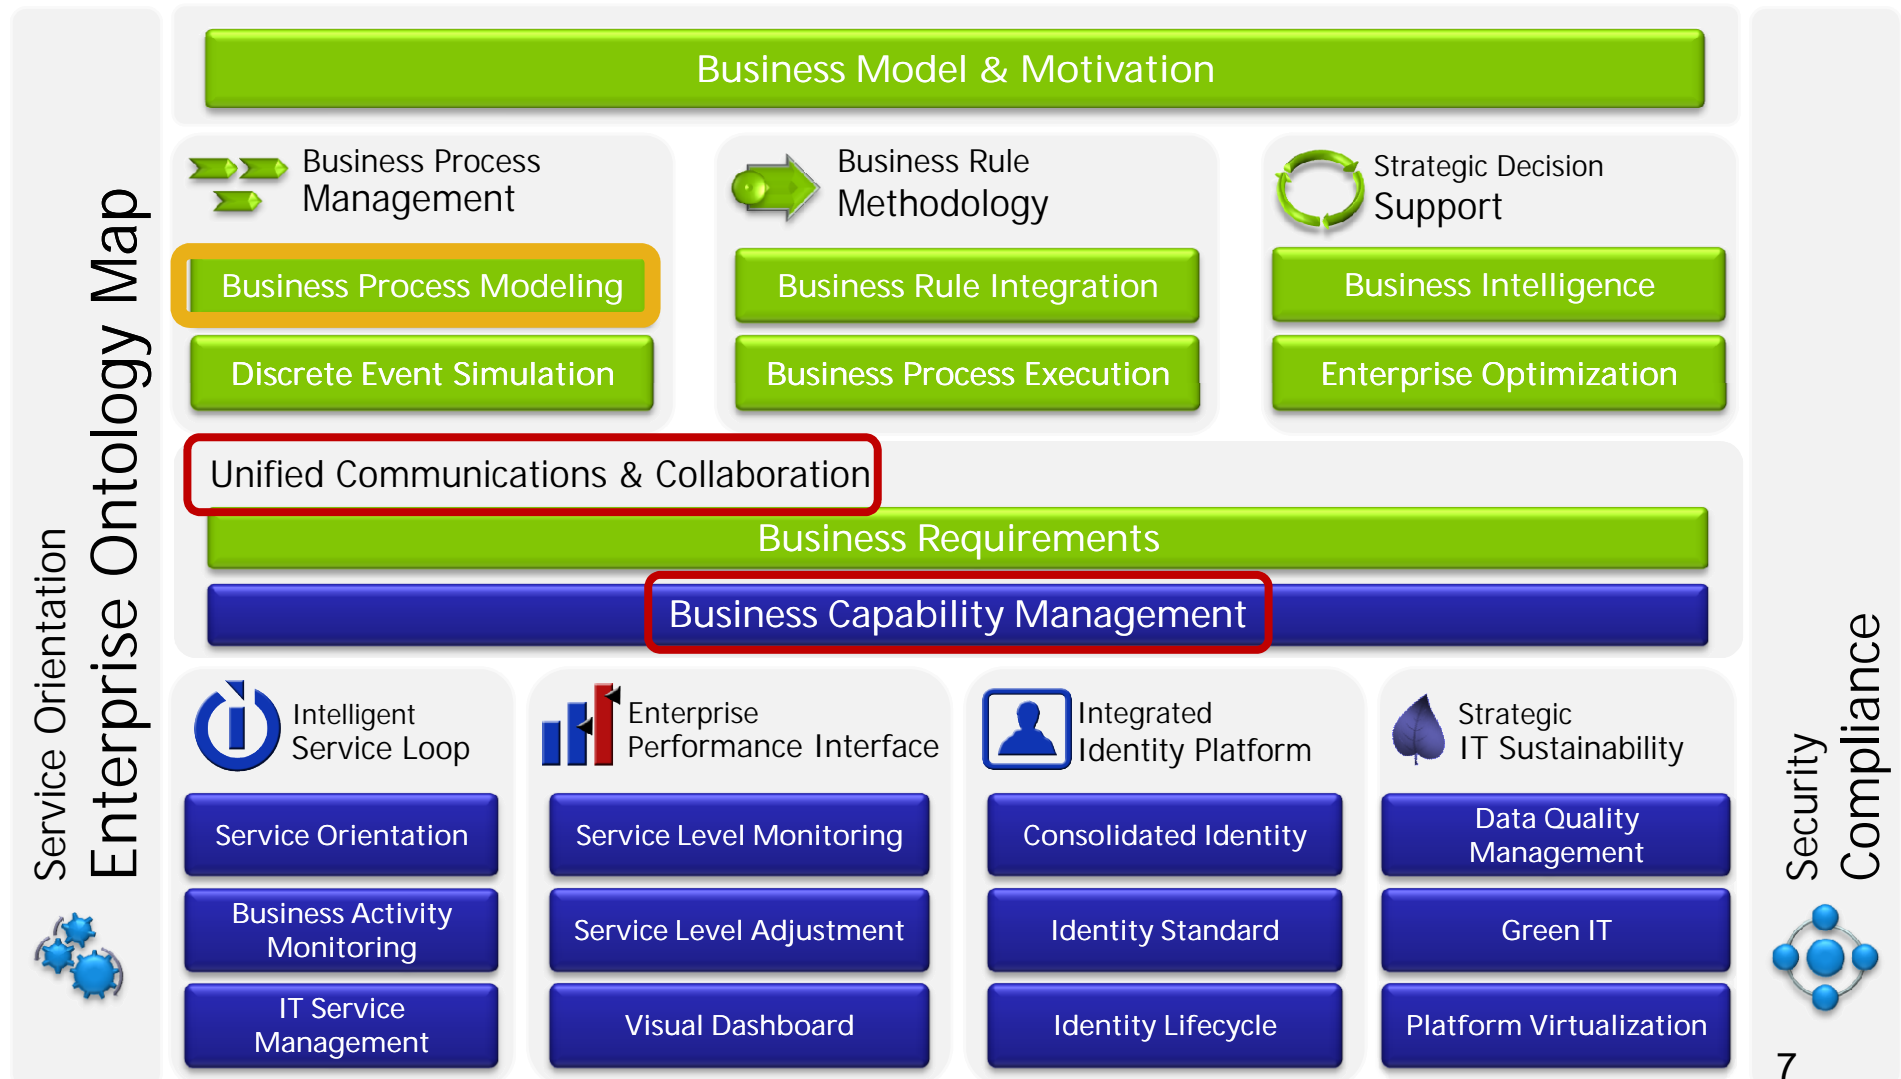 Service Orientation
Enterprise Ontology Map
Business Model & Motivation
Business Process
Management
Business Process Modeling
Discrete Event Simulation
Business Rule
Methodology
Business Rule Integration
Business Process Execution
Strategic Decision
Support
Business Intelligence
Enterprise Optimization
Unified Communications & Collaboration
Business Requirements
Business Capability Management
Intelligent
Service Loop
Service Orientation
Business Activity
Monitoring
IT Service
Management
Enterprise
Performance Interface
Service Level Monitoring
Service Level Adjustment
Visual Dashboard
Integrated
Identity Platform
Consolidated Identity
Identity Standard
Identity Lifecycle
Strategic
IT Sustainability
Data Quality
Management
Green IT
Platform Virtualization
Security
Compliance
7